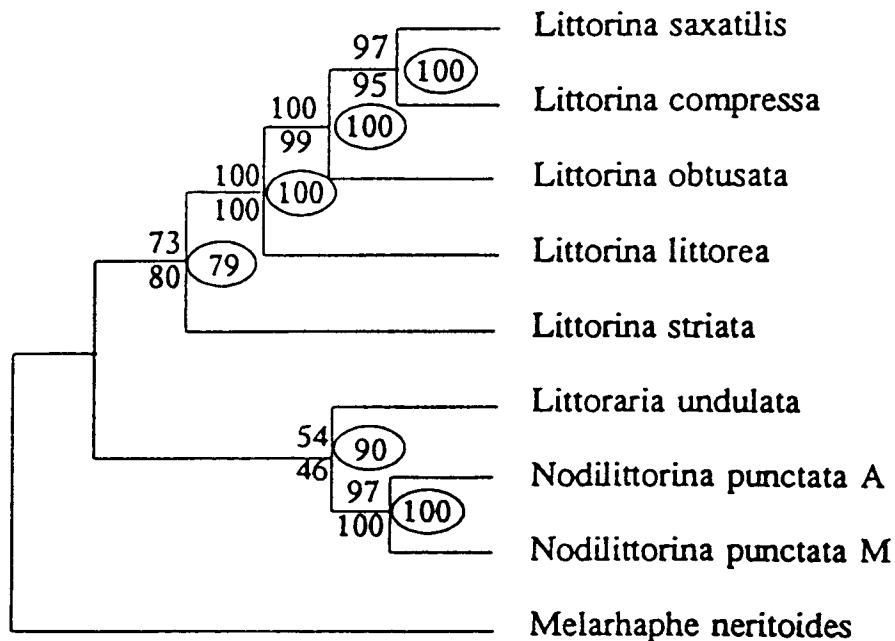 Littorina saxatilis
97
100
95
Littorina compressa
100
100
99
Littorina obtusata
100
100
100
Littorina littorea
73
79
80
Littorina striata
Littoraria undulata
54
90
46
Nodilittorina punctata A
97
100
100
Nodilittorina punctata M
Melarhaphe neritoides